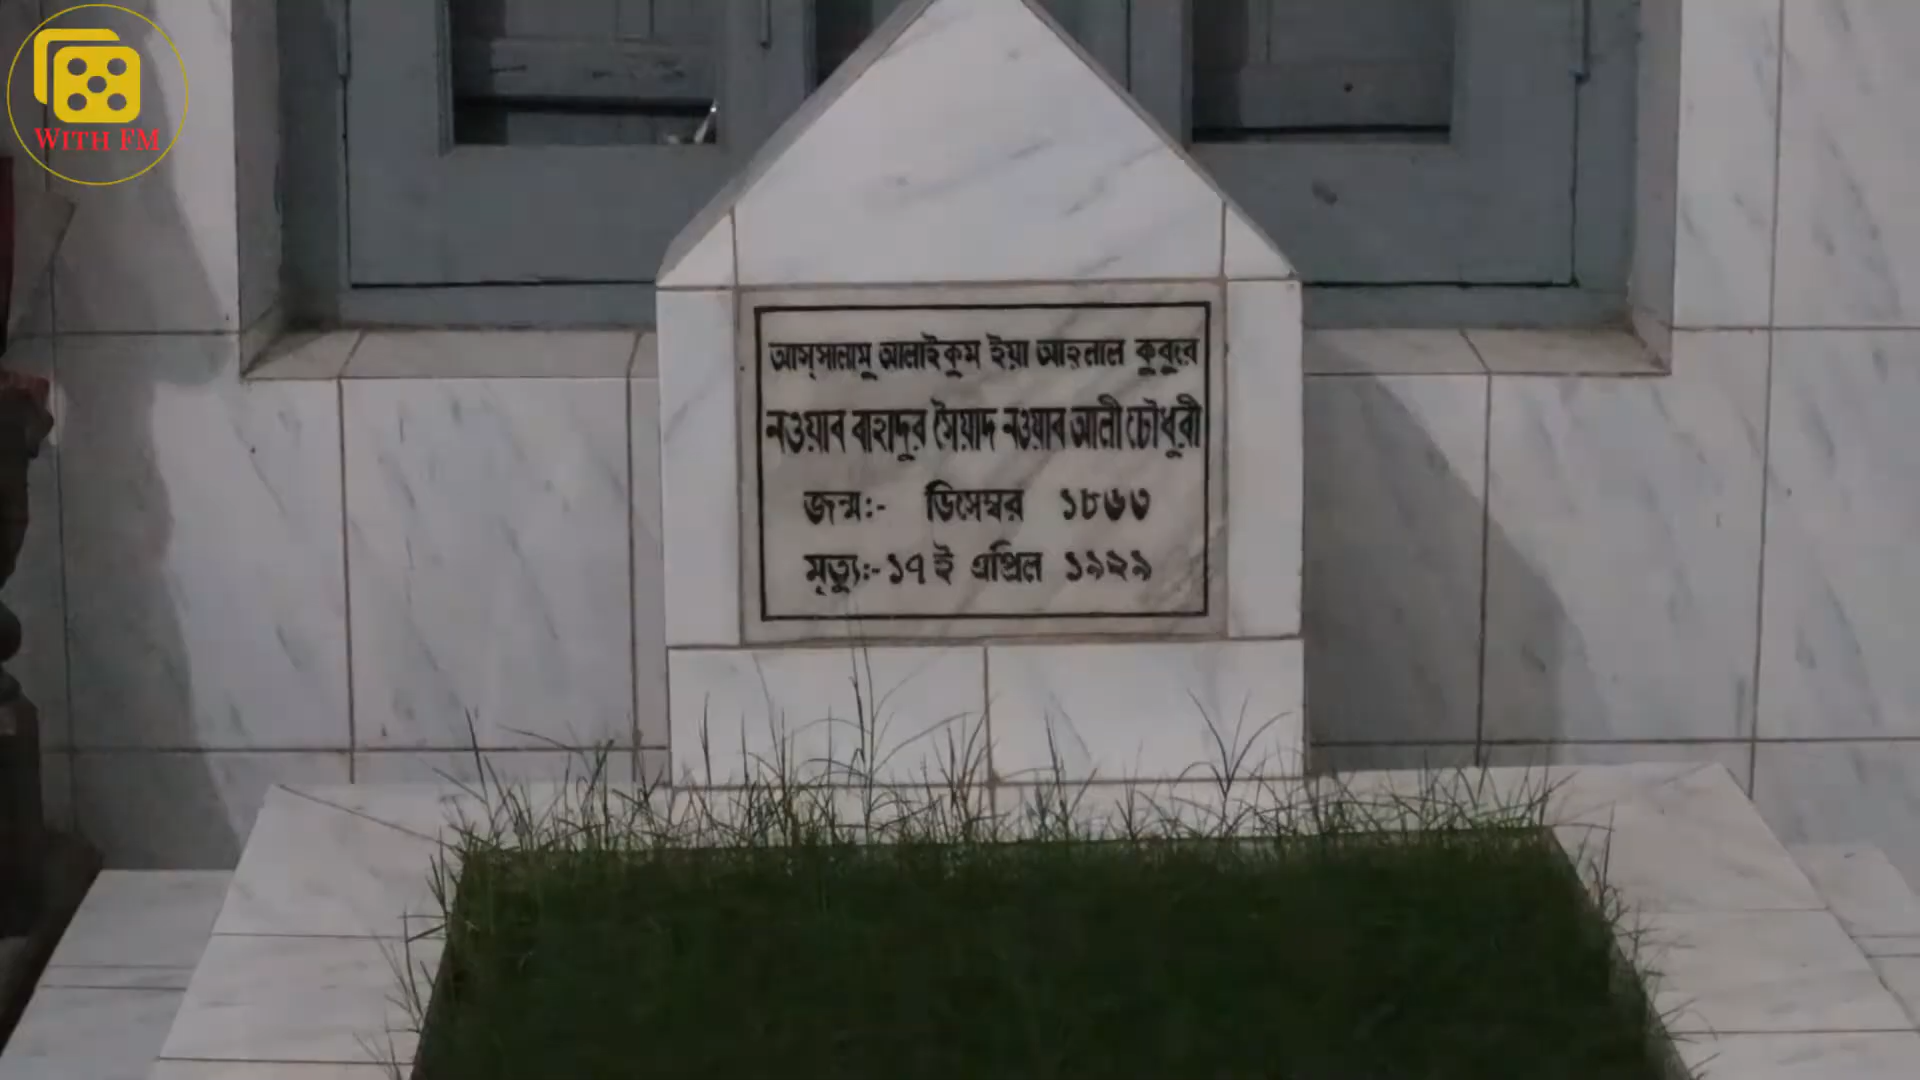 WITH FM
আস্সালামু আলাইকুম ইয়া আহলাল কুবুরে
নওয়াব বাহাদুর সৈয়দ নওয়াব আলী চৌধুরী
জন্ম:- ডিসেম্বর ১৮৬৩
মৃত্যু:- ১৭ ই এপ্রিল ১৯২৯